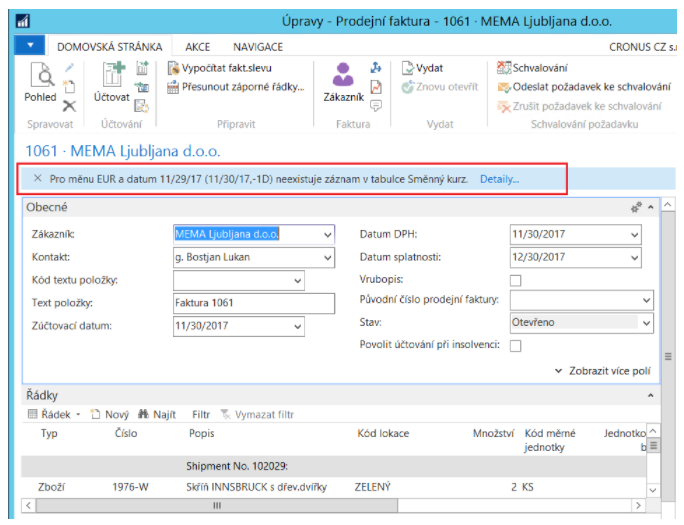 Úpravy - Prodejní faktura - 1061 · MEMA Ljubljana d.o.o.
DOMOVSKÁ STRÁNKA AKCE NAVIGACE CRONUS CZ
Pohled
Spravovat
Účtovat
Účtování
Vypočítat fakt.slevu
Přesunout záporné řádky...
Připravit
Zákazník
Faktura
Vydat
Znovu otevřít
Vydat
Schvalování
Odeslat požadavek ke schvalování
Zrušit požadavek ke schvalování
Schvalování požadavku
1061 · MEMA Ljubljana d.o.o.
Pro měnu EUR a datum 11/29/17 (11/30/17,-1D) neexistuje záznam v tabulce Směnný kurz. Detaily...
Obecné
Zákazník: MEMA Ljubljana d.o.o.
Kontakt: g. Bostjan Lukan
Kód textu položky:
Text položky: Faktura 1061
Zúčtovací datum: 11/30/2017
Datum DPH: 11/30/2017
Datum splatnosti: 12/30/2017
Vrubopis:
Původní číslo prodejní faktury:
Stav: Otevřeno
Povolit účtování při insolvenci:
Zobrazit více polí
Řádky
Řádek Nový Najít Filtr Vymazat filtr
Typ Číslo Popis Kód lokace Množství Kód měrné jednotky Jednotko
Shipment No. 102029:
Zboží 1976-W Skříň INNSBRUCK s dřev.dvířky ZELENÝ 2 KS